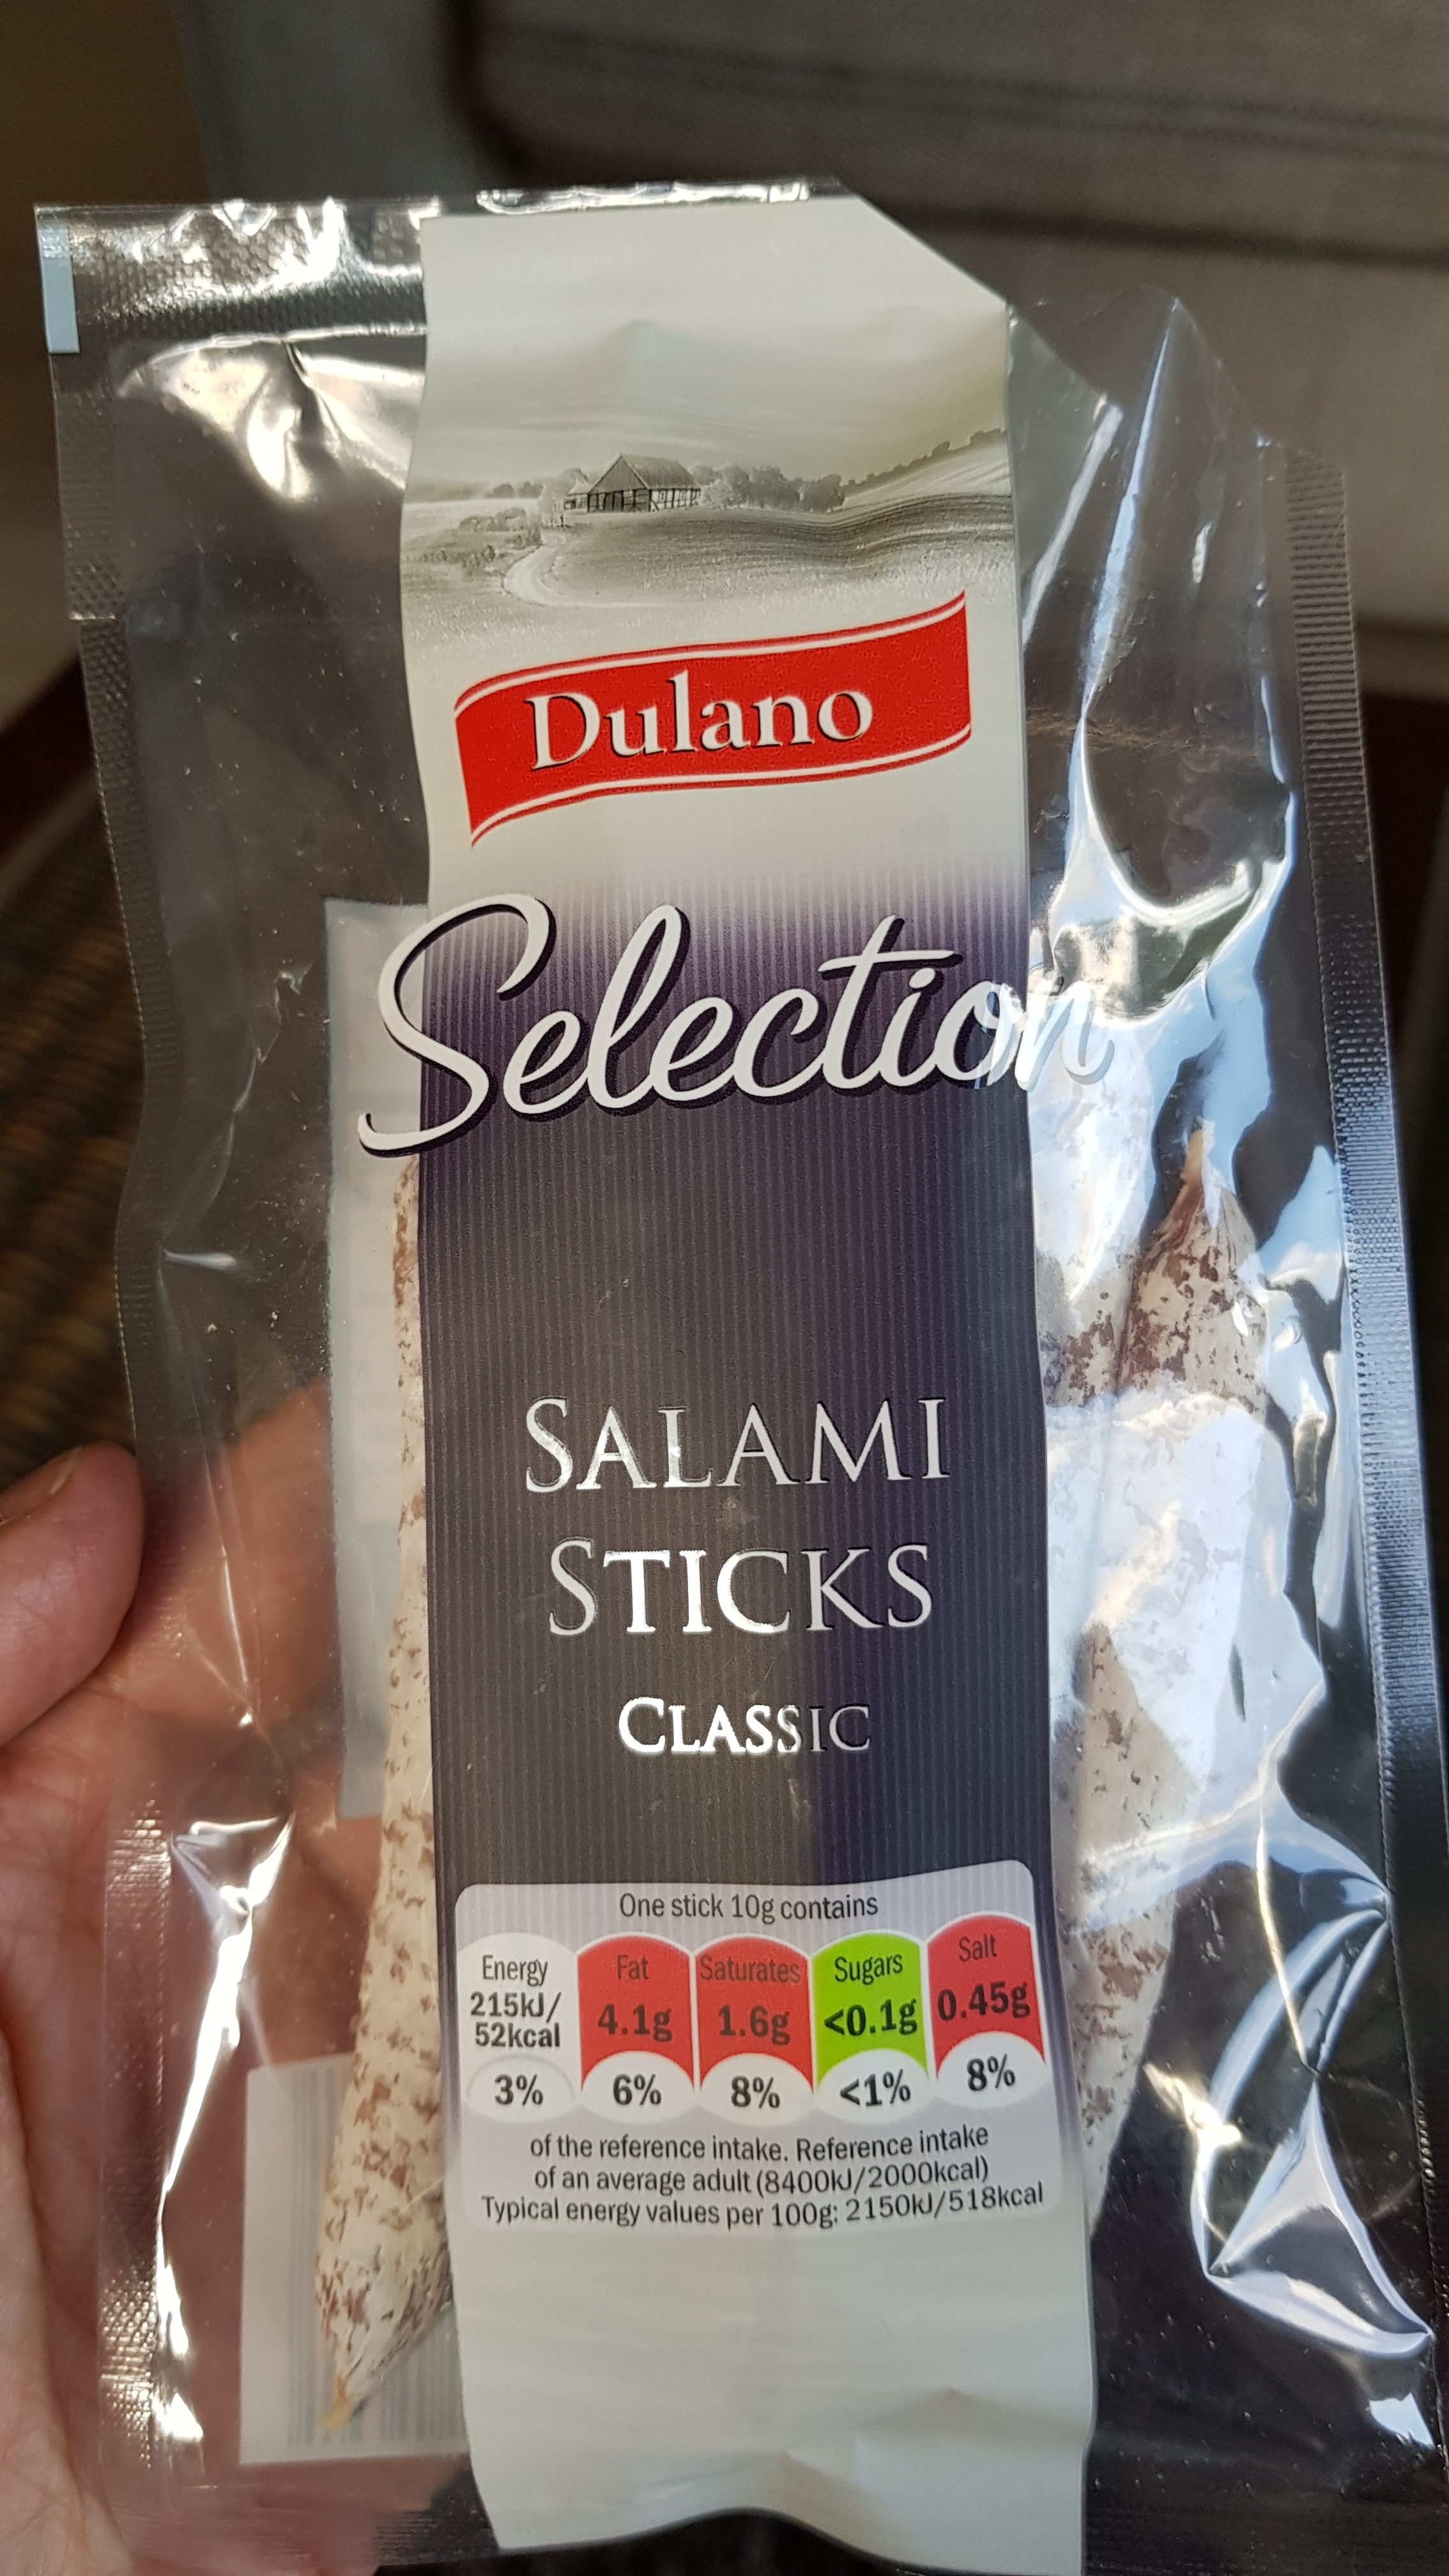 Dulano
Selection
SALAMI
STICKS
CLASSIC
One stick 10g contains
Energy
215kJ/
52kcal
3%
Fat
4.1g
6%
Saturates
1.6g
8%
Sugars
<0.1g
<1%
Salt
0.45g
8%
of the reference intake. Reference intake
of an average adult (8400kJ/2000kcal)
Typical energy values per 100g: 2150kJ/518kcal